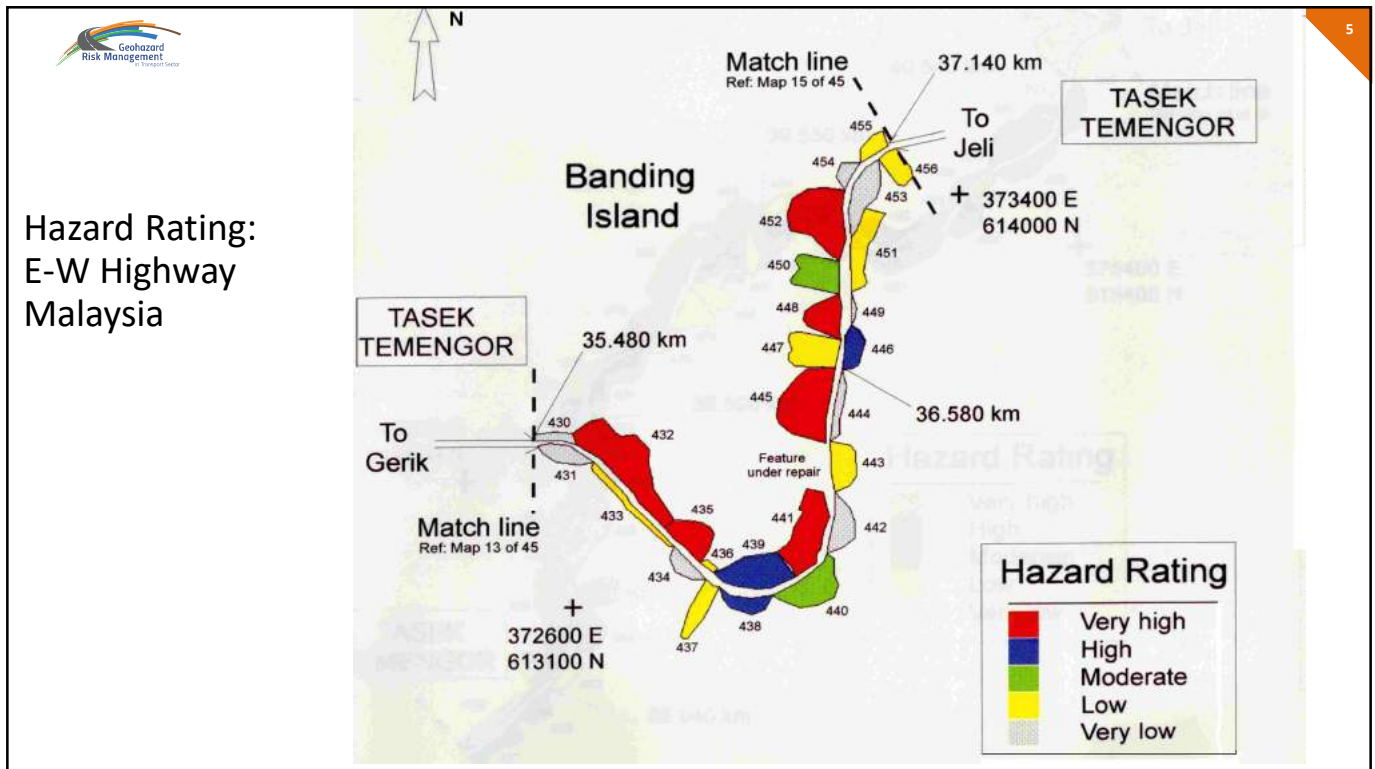 Geohazard
Risk Management
in Transport Sector
5
Hazard Rating:
E-W Highway
Malaysia
N
Match line
Ref: Map 15 of 45
37.140 km
TASEK
TEMENGOR
To
Jeli
455
454
456
453
373400 E
614000 N
Banding
Island
452
451
450
448
449
447
446
TASEK
TEMENGOR
35.480 km
445
444
36.580 km
To
Gerik
430
432
431
Feature
under repair
443
433
435
441
442
Match line
Ref: Map 13 of 45
436
439
434
440
438
437
372600 E
613100 N
Hazard Rating
Very high
High
Moderate
Low
Very low